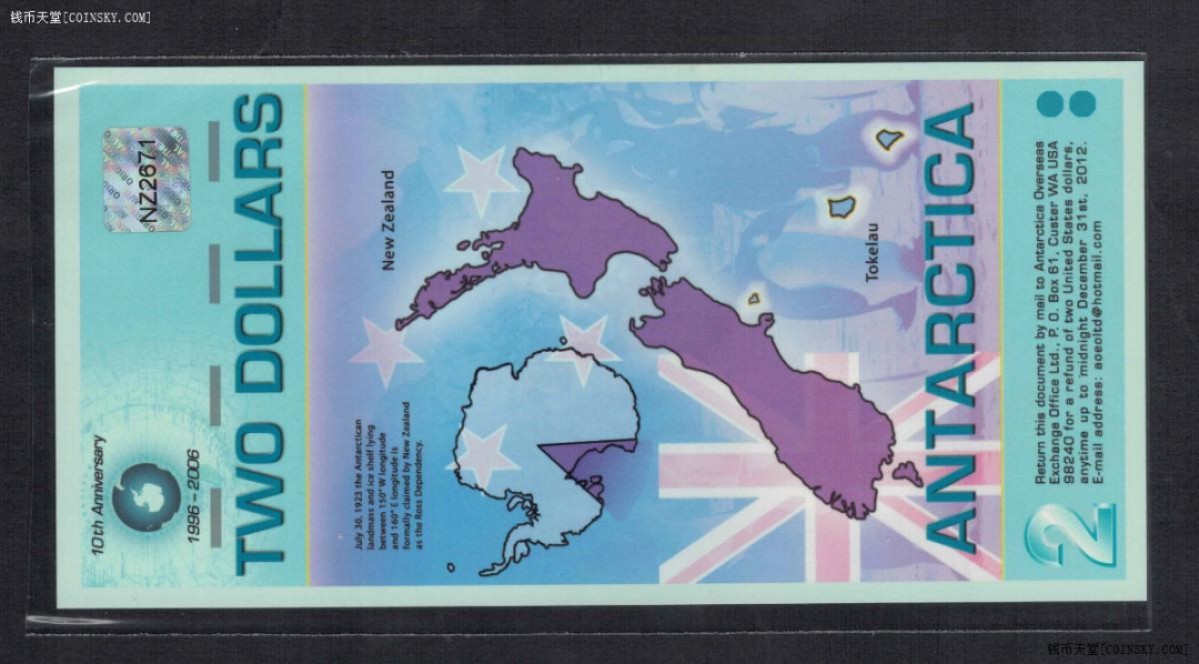 钱币天堂[COINSKY.COM]
10th Anniversary
1996 - 2006
NZ2671
TWO DOLLARS
New Zealand
July 30, 1923 the Antarctican
landmass and ice shelf lying
between 150° W longitude
and 160° E longitude is
formally claimed by New Zealand
as the Ross Dependency.
Tokelau
ANTARCTICA
2
Return this document by mail to Antarctica Overseas
Exchange Office Ltd., P. O. Box 61, Custer WA USA
98240 for a refund of two United States dollars,
anytime up to midnight December 31st, 2012.
E-mail address: aoeoltd@hotmail.com
钱币天堂[COINSKY.COM]